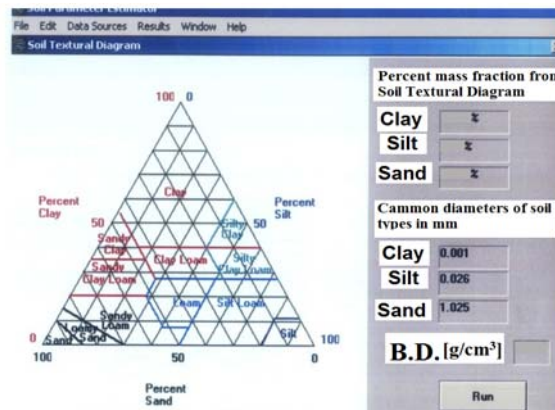 Soil Parameter Estimator
File Edit Data Sources Results Window Help
Soil Textural Diagram
100 0
Percent
Clay
Percent
Silt
50 50
Clay
Sandy
Clay
Silty
Clay
Sandy
Clay Loam
Clay Loam
Silty
Clay Loam
Loam
Silt Loam
Sandy
Loam
Loamy
Sand
Sand
Silt
0 100
100 50 0
Percent
Sand
Percent mass fraction from
Soil Textural Diagram
Clay %
Silt %
Sand %
Cammon diameters of soil
types in mm
Clay 0.001
Silt 0.026
Sand 1.025
B.D. [g/cm³]
Run